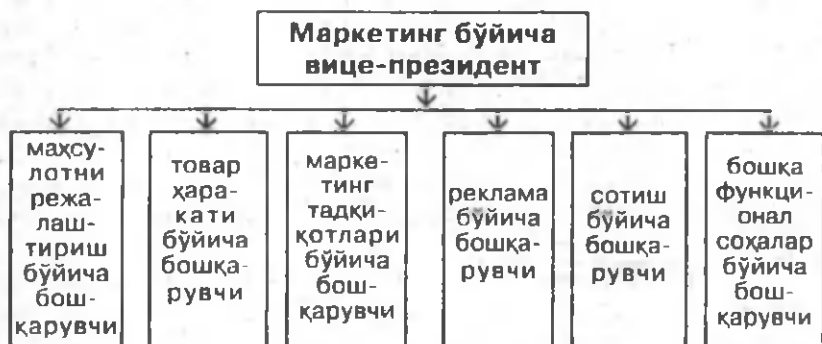 Маркетинг бўйича
вице-президент
маҳсу-
лотни
режа-
лаш-
тириш
бўйича
бош-
қарувчи
товар
ҳара-
кати
бўйича
бошқа-
рувчи
марке-
тинг
тадқи-
қотлари
бўйича
бош-
қарувчи
реклама
бўйича
бошқа-
рувчи
сотиш
бўйича
бошқа-
рувчи
бошқа
функци-
онал
соҳалар
бўйича
бош-
қарувчи